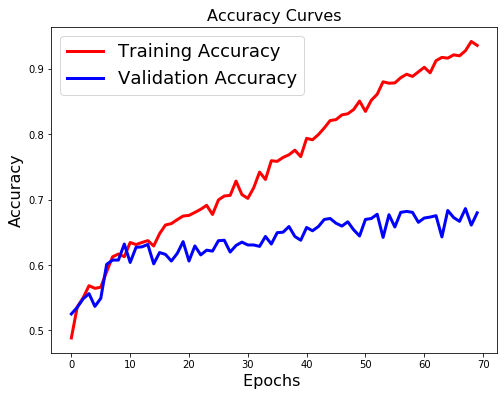 Accuracy Curves
Training Accuracy
Validation Accuracy
Accuracy
0.9
0.8
0.7
0.6
0.5
0 10 20 30 40 50 60 70
Epochs